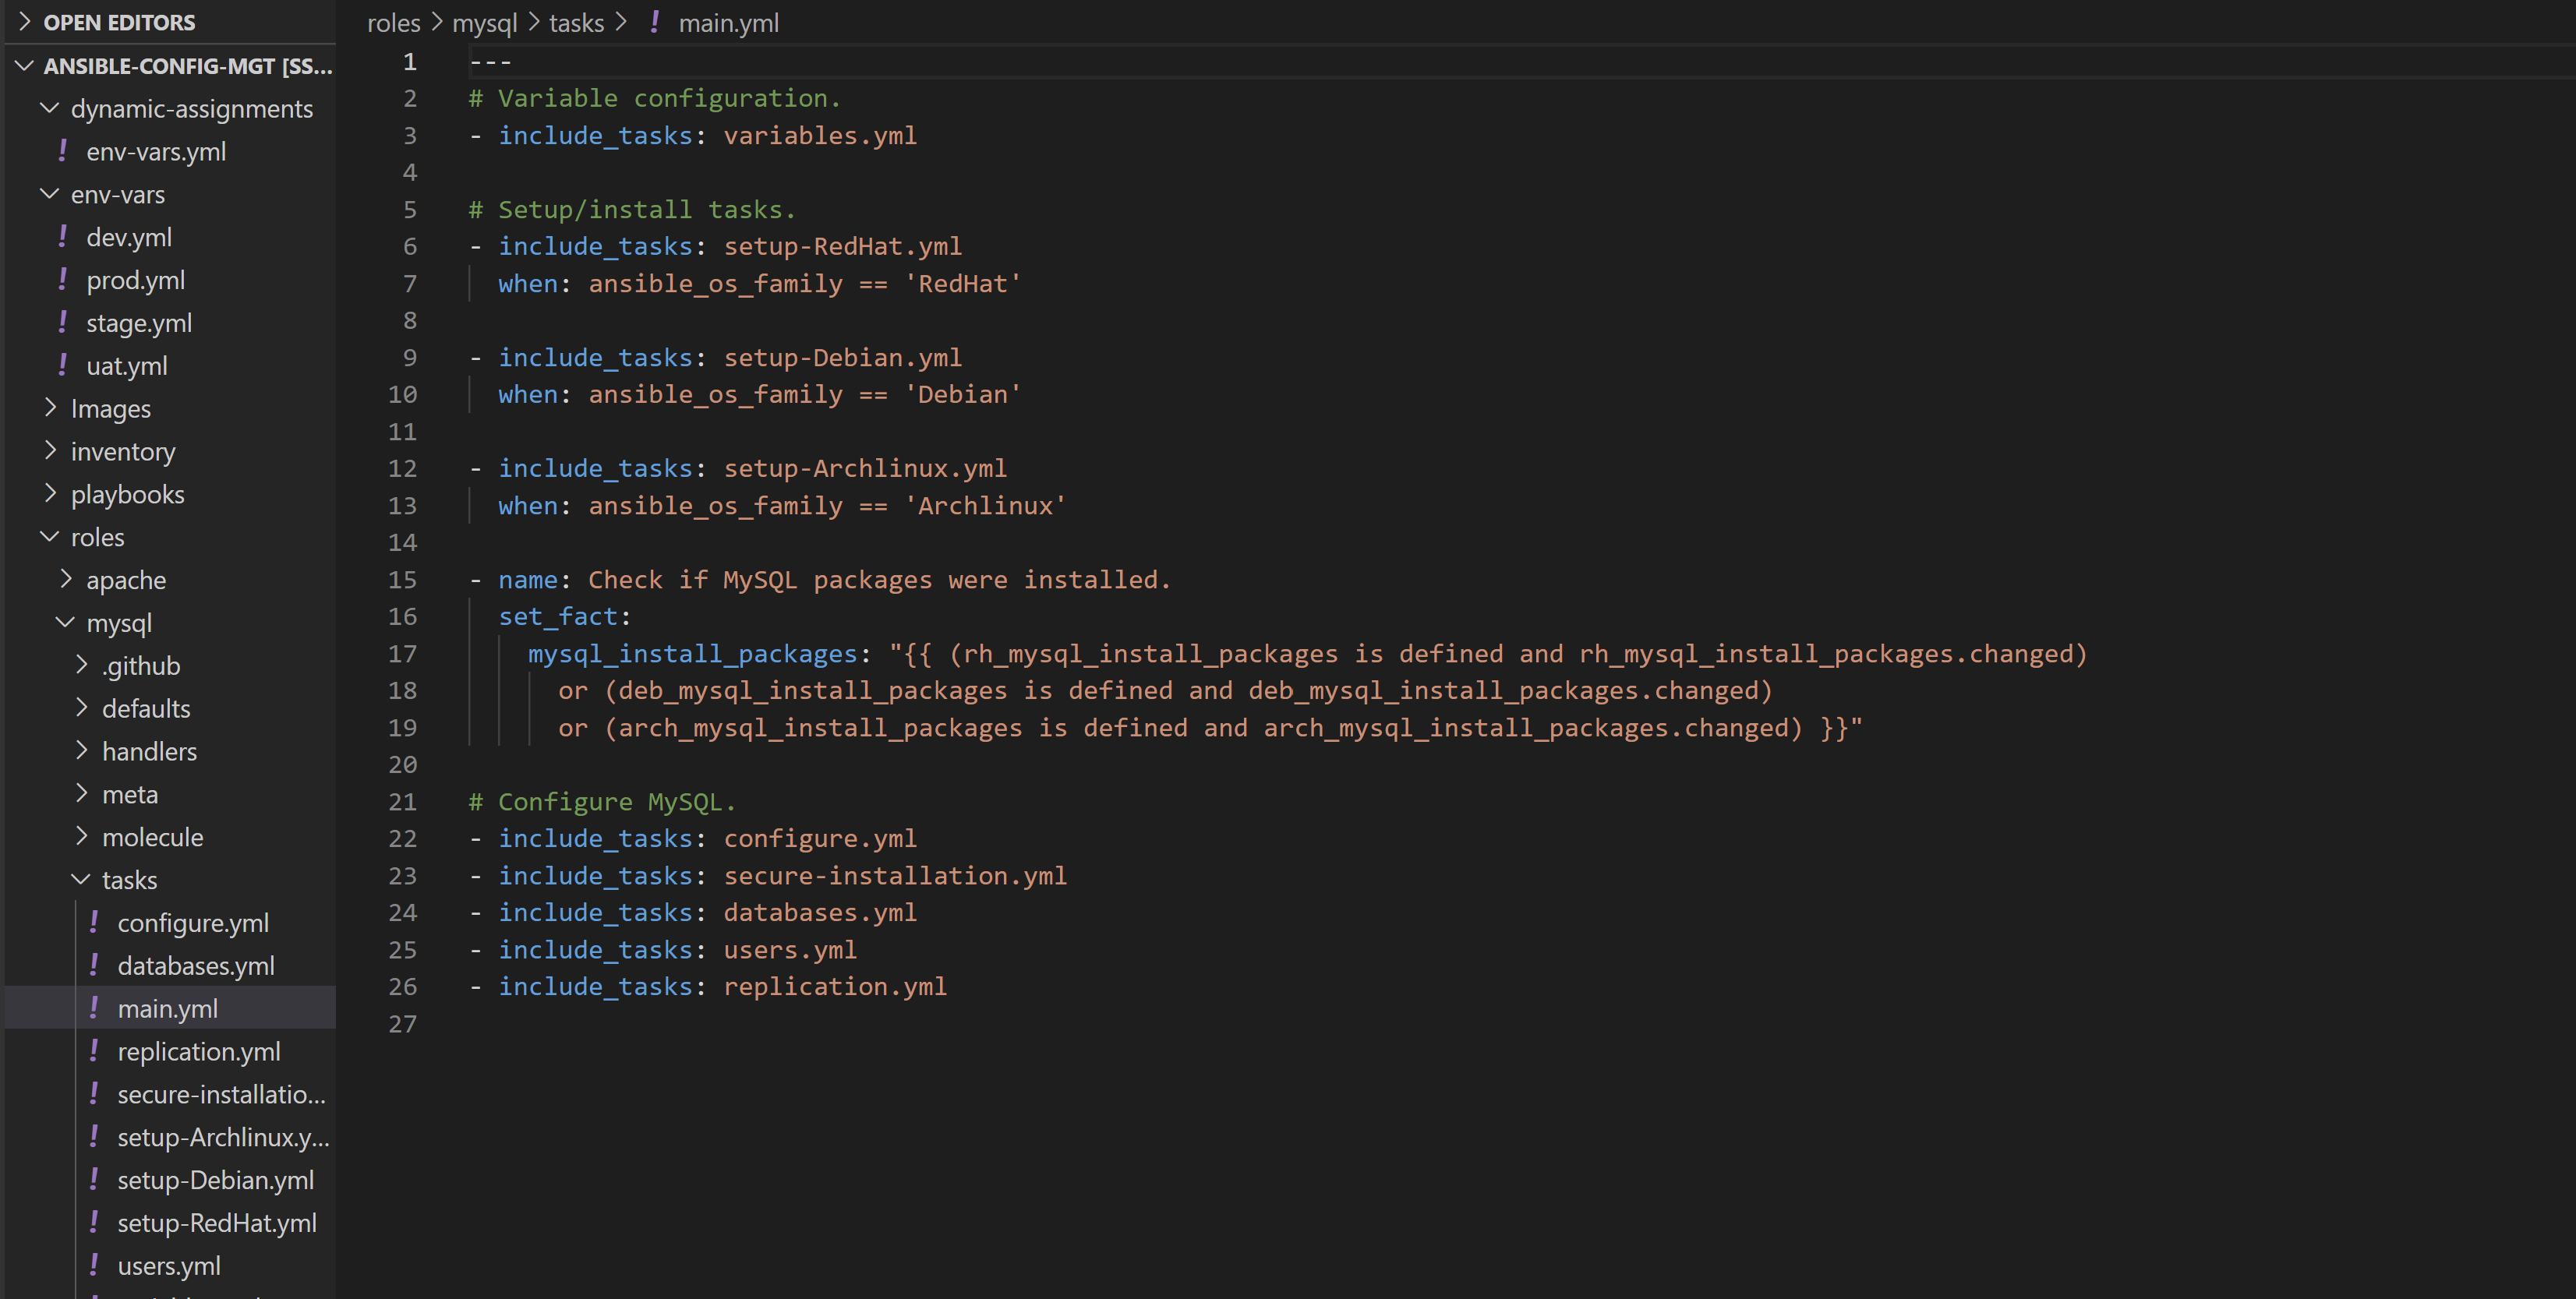 OPEN EDITORS
ANSIBLE-CONFIG-MGT [SS...
dynamic-assignments
! env-vars.yml
env-vars
! dev.yml
! prod.yml
! stage.yml
! uat.yml
Images
inventory
playbooks
roles
apache
mysql
.github
defaults
handlers
meta
molecule
tasks
! configure.yml
! databases.yml
! main.yml
! replication.yml
! secure-installatio...
! setup-Archlinux.y...
! setup-Debian.yml
! setup-RedHat.yml
! users.yml
roles > mysql > tasks > ! main.yml
1 ---
2 # Variable configuration.
3 - include_tasks: variables.yml
4
5 # Setup/install tasks.
6 - include_tasks: setup-RedHat.yml
7 when: ansible_os_family == 'RedHat'
8
9 - include_tasks: setup-Debian.yml
10 when: ansible_os_family == 'Debian'
11
12 - include_tasks: setup-Archlinux.yml
13 when: ansible_os_family == 'Archlinux'
14
15 - name: Check if MySQL packages were installed.
16 set_fact:
17 mysql_install_packages: "{{ (rh_mysql_install_packages is defined and rh_mysql_install_packages.changed)
18 or (deb_mysql_install_packages is defined and deb_mysql_install_packages.changed)
19 or (arch_mysql_install_packages is defined and arch_mysql_install_packages.changed) }}"
20
21 # Configure MySQL.
22 - include_tasks: configure.yml
23 - include_tasks: secure-installation.yml
24 - include_tasks: databases.yml
25 - include_tasks: users.yml
26 - include_tasks: replication.yml
27